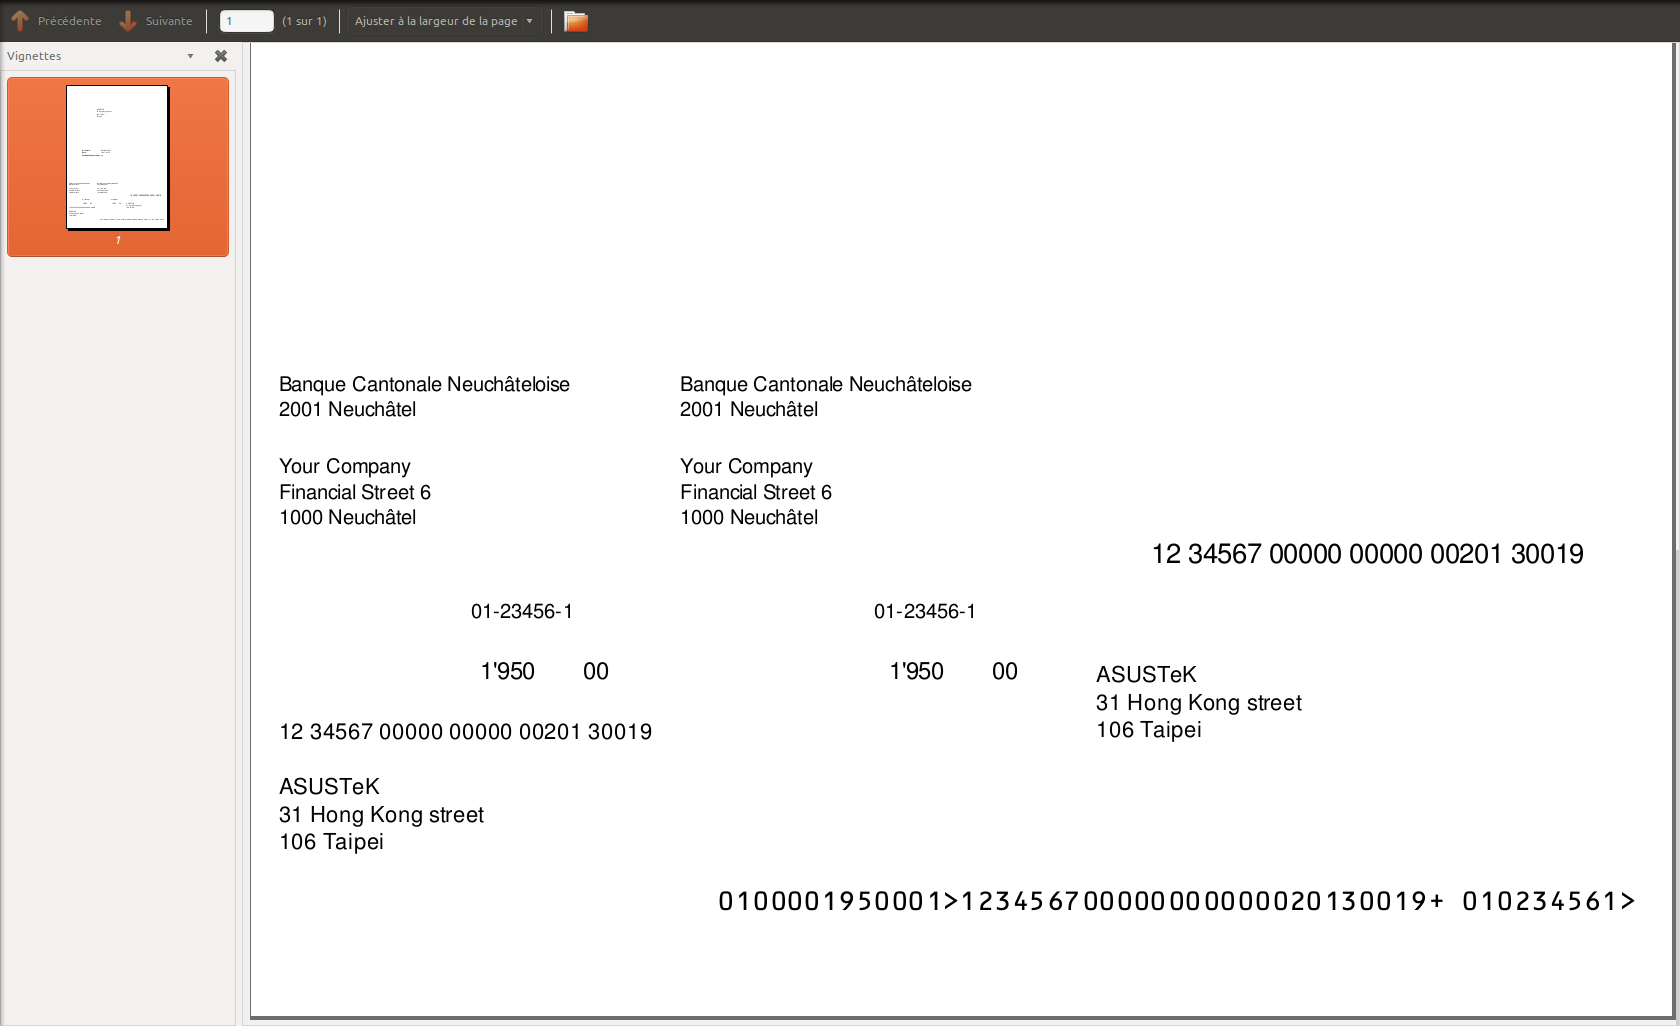 Précédente Suivante 1 (1 sur 1) Ajuster à la largeur de la page
Vignettes
1
Banque Cantonale Neuchâteloise
2001 Neuchâtel
Your Company
Financial Street 6
1000 Neuchâtel
Banque Cantonale Neuchâteloise
2001 Neuchâtel
Your Company
Financial Street 6
1000 Neuchâtel
12 34567 00000 00000 00201 30019
01-23456-1
01-23456-1
1'950 00
1'950 00
ASUSTeK
31 Hong Kong street
106 Taipei
12 34567 00000 00000 00201 30019
ASUSTeK
31 Hong Kong street
106 Taipei
0100001950001>123456700000000000020130019+ 010234561>